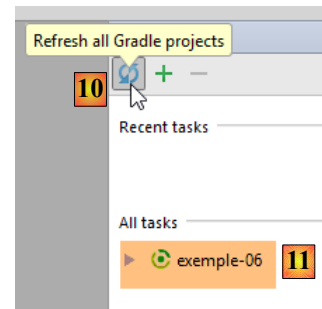 Refresh all Gradle projects
10
Recent tasks
All tasks
exemple-06 11